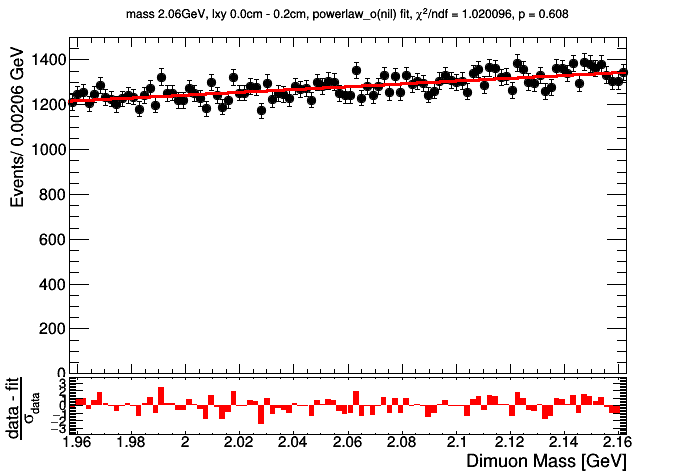 mass 2.06GeV, lxy 0.0cm - 0.2cm, powerlaw_o(nil) fit, χ²/ndf = 1.020096, p = 0.608
Events/ 0.00206 GeV
1400
1200
1000
800
600
400
200
0
data - fit
σdata
3
2
1
0
−1
−2
−3
1.96 1.98 2 2.02 2.04 2.06 2.08 2.1 2.12 2.14 2.16
Dimuon Mass [GeV]